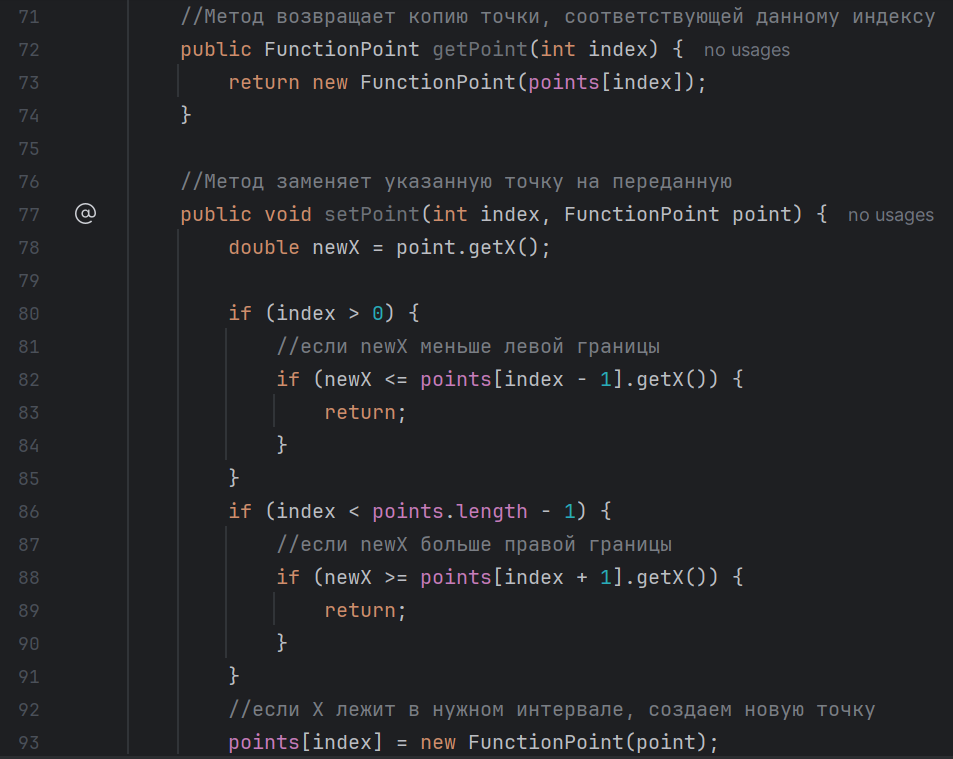 71 //Метод возвращает копию точки, соответствующей данному индексу
72 public FunctionPoint getPoint(int index) { no usages
73 return new FunctionPoint(points[index]);
74 }
75
76 //Метод заменяет указанную точку на переданную
77 @ public void setPoint(int index, FunctionPoint point) { no usages
78 double newX = point.getX();
79
80 if (index > 0) {
81 //если newX меньше левой границы
82 if (newX <= points[index - 1].getX()) {
83 return;
84 }
85 }
86 if (index < points.length - 1) {
87 //если newX больше правой границы
88 if (newX >= points[index + 1].getX()) {
89 return;
90 }
91 }
92 //если X лежит в нужном интервале, создаем новую точку
93 points[index] = new FunctionPoint(point);